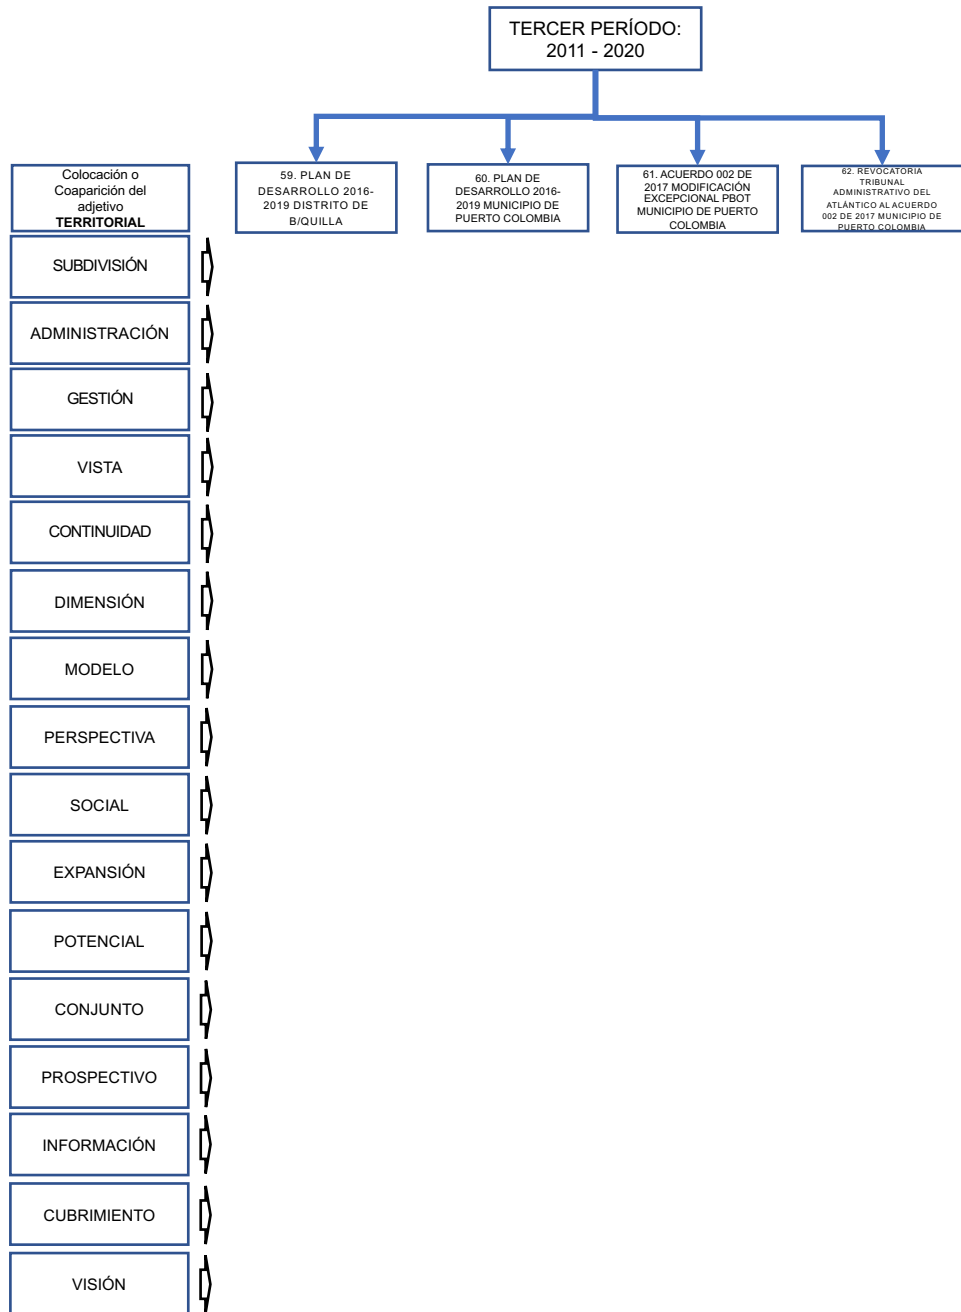 TERCER PERÍODO:
2011 - 2020
Colocación o
Coaparición del
adjetivo
TERRITORIAL
59. PLAN DE
DESARROLLO 2016-
2019 DISTRITO DE
B/QUILLA
60. PLAN DE
DESARROLLO 2016-
2019 MUNICIPIO DE
PUERTO COLOMBIA
61. ACUERDO 002 DE
2017 MODIFICACIÓN
EXCEPCIONAL PBOT
MUNICIPIO DE PUERTO
COLOMBIA
62. REVOCATORIA
TRIBUNAL
ADMINISTRATIVO DEL
ATLÁNTICO AL ACUERDO
002 DE 2017 MUNICIPIO DE
PUERTO COLOMBIA
SUBDIVISIÓN
ADMINISTRACIÓN
GESTIÓN
VISTA
CONTINUIDAD
DIMENSIÓN
MODELO
PERSPECTIVA
SOCIAL
EXPANSIÓN
POTENCIAL
CONJUNTO
PROSPECTIVO
INFORMACIÓN
CUBRIMIENTO
VISIÓN